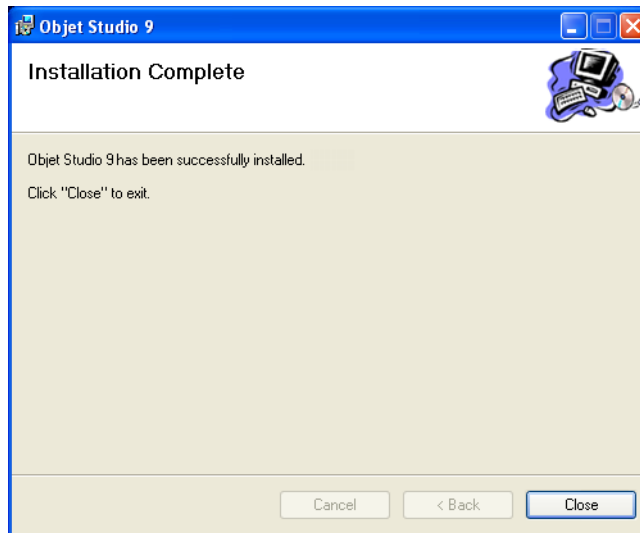 Objet Studio 9
Installation Complete
Objet Studio 9 has been successfully installed.
Click "Close" to exit.
Cancel
< Back
Close